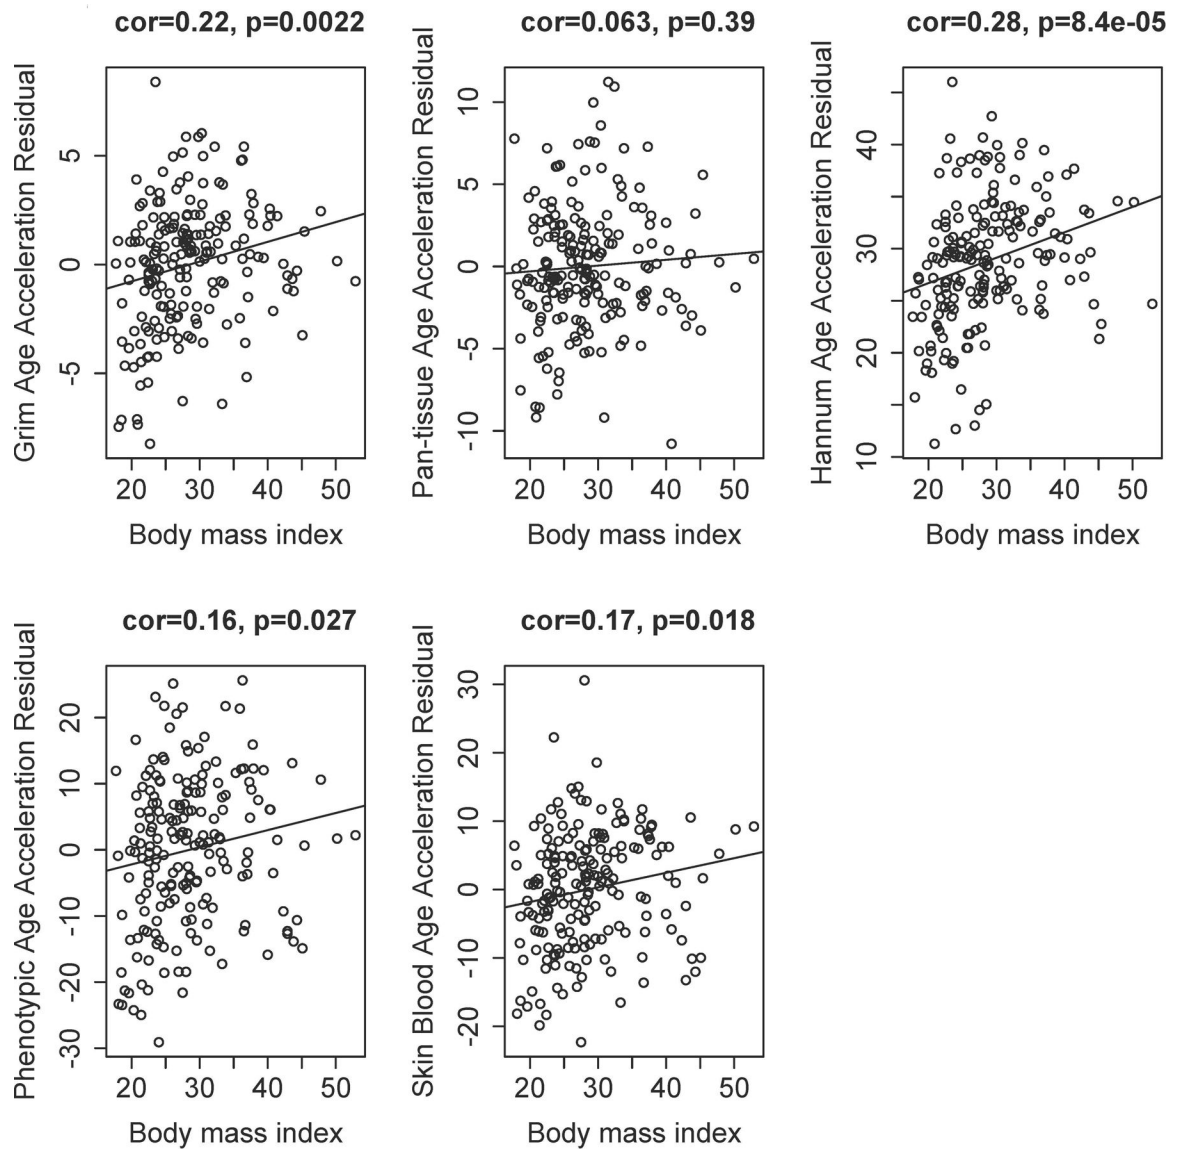 cor=0.22, p=0.0022
Grim Age Acceleration Residual
5
0
-5
20 30 40 50
Body mass index
cor=0.063, p=0.39
Pan-tissue Age Acceleration Residual
10
5
0
-5
-10
20 30 40 50
Body mass index
cor=0.28, p=8.4e-05
Hannum Age Acceleration Residual
40
30
20
10
20 30 40 50
Body mass index
cor=0.16, p=0.027
Phenotypic Age Acceleration Residual
20
10
0
-10
-20
-30
20 30 40 50
Body mass index
cor=0.17, p=0.018
Skin Blood Age Acceleration Residual
30
20
10
0
-10
-20
20 30 40 50
Body mass index